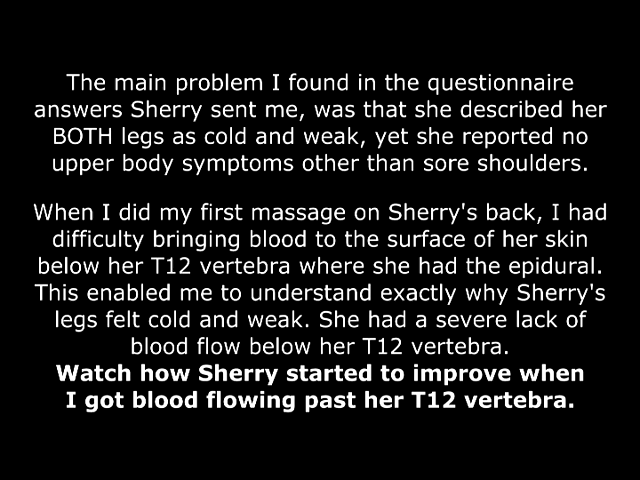 The main problem I found in the questionnaire
answers Sherry sent me, was that she described her
BOTH legs as cold and weak, yet she reported no
upper body symptoms other than sore shoulders.
When I did my first massage on Sherry's back, I had
difficulty bringing blood to the surface of her skin
below her T12 vertebra where she had the epidural.
This enabled me to understand exactly why Sherry's
legs felt cold and weak. She had a severe lack of
blood flow below her T12 vertebra.
Watch how Sherry started to improve when
I got blood flowing past her T12 vertebra.